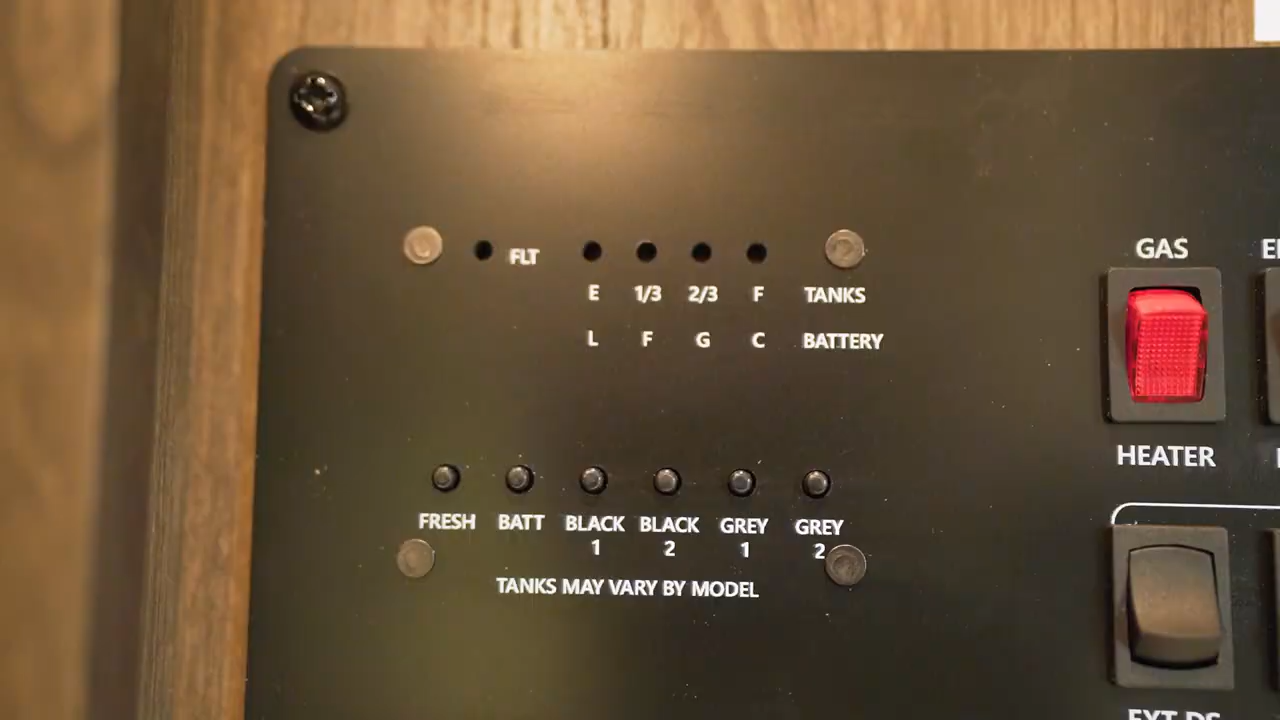 FLT
E 1/3 2/3 F TANKS
L F G C BATTERY
FRESH BATT BLACK 1 BLACK 2 GREY 1 GREY 2
TANKS MAY VARY BY MODEL
GAS
HEATER